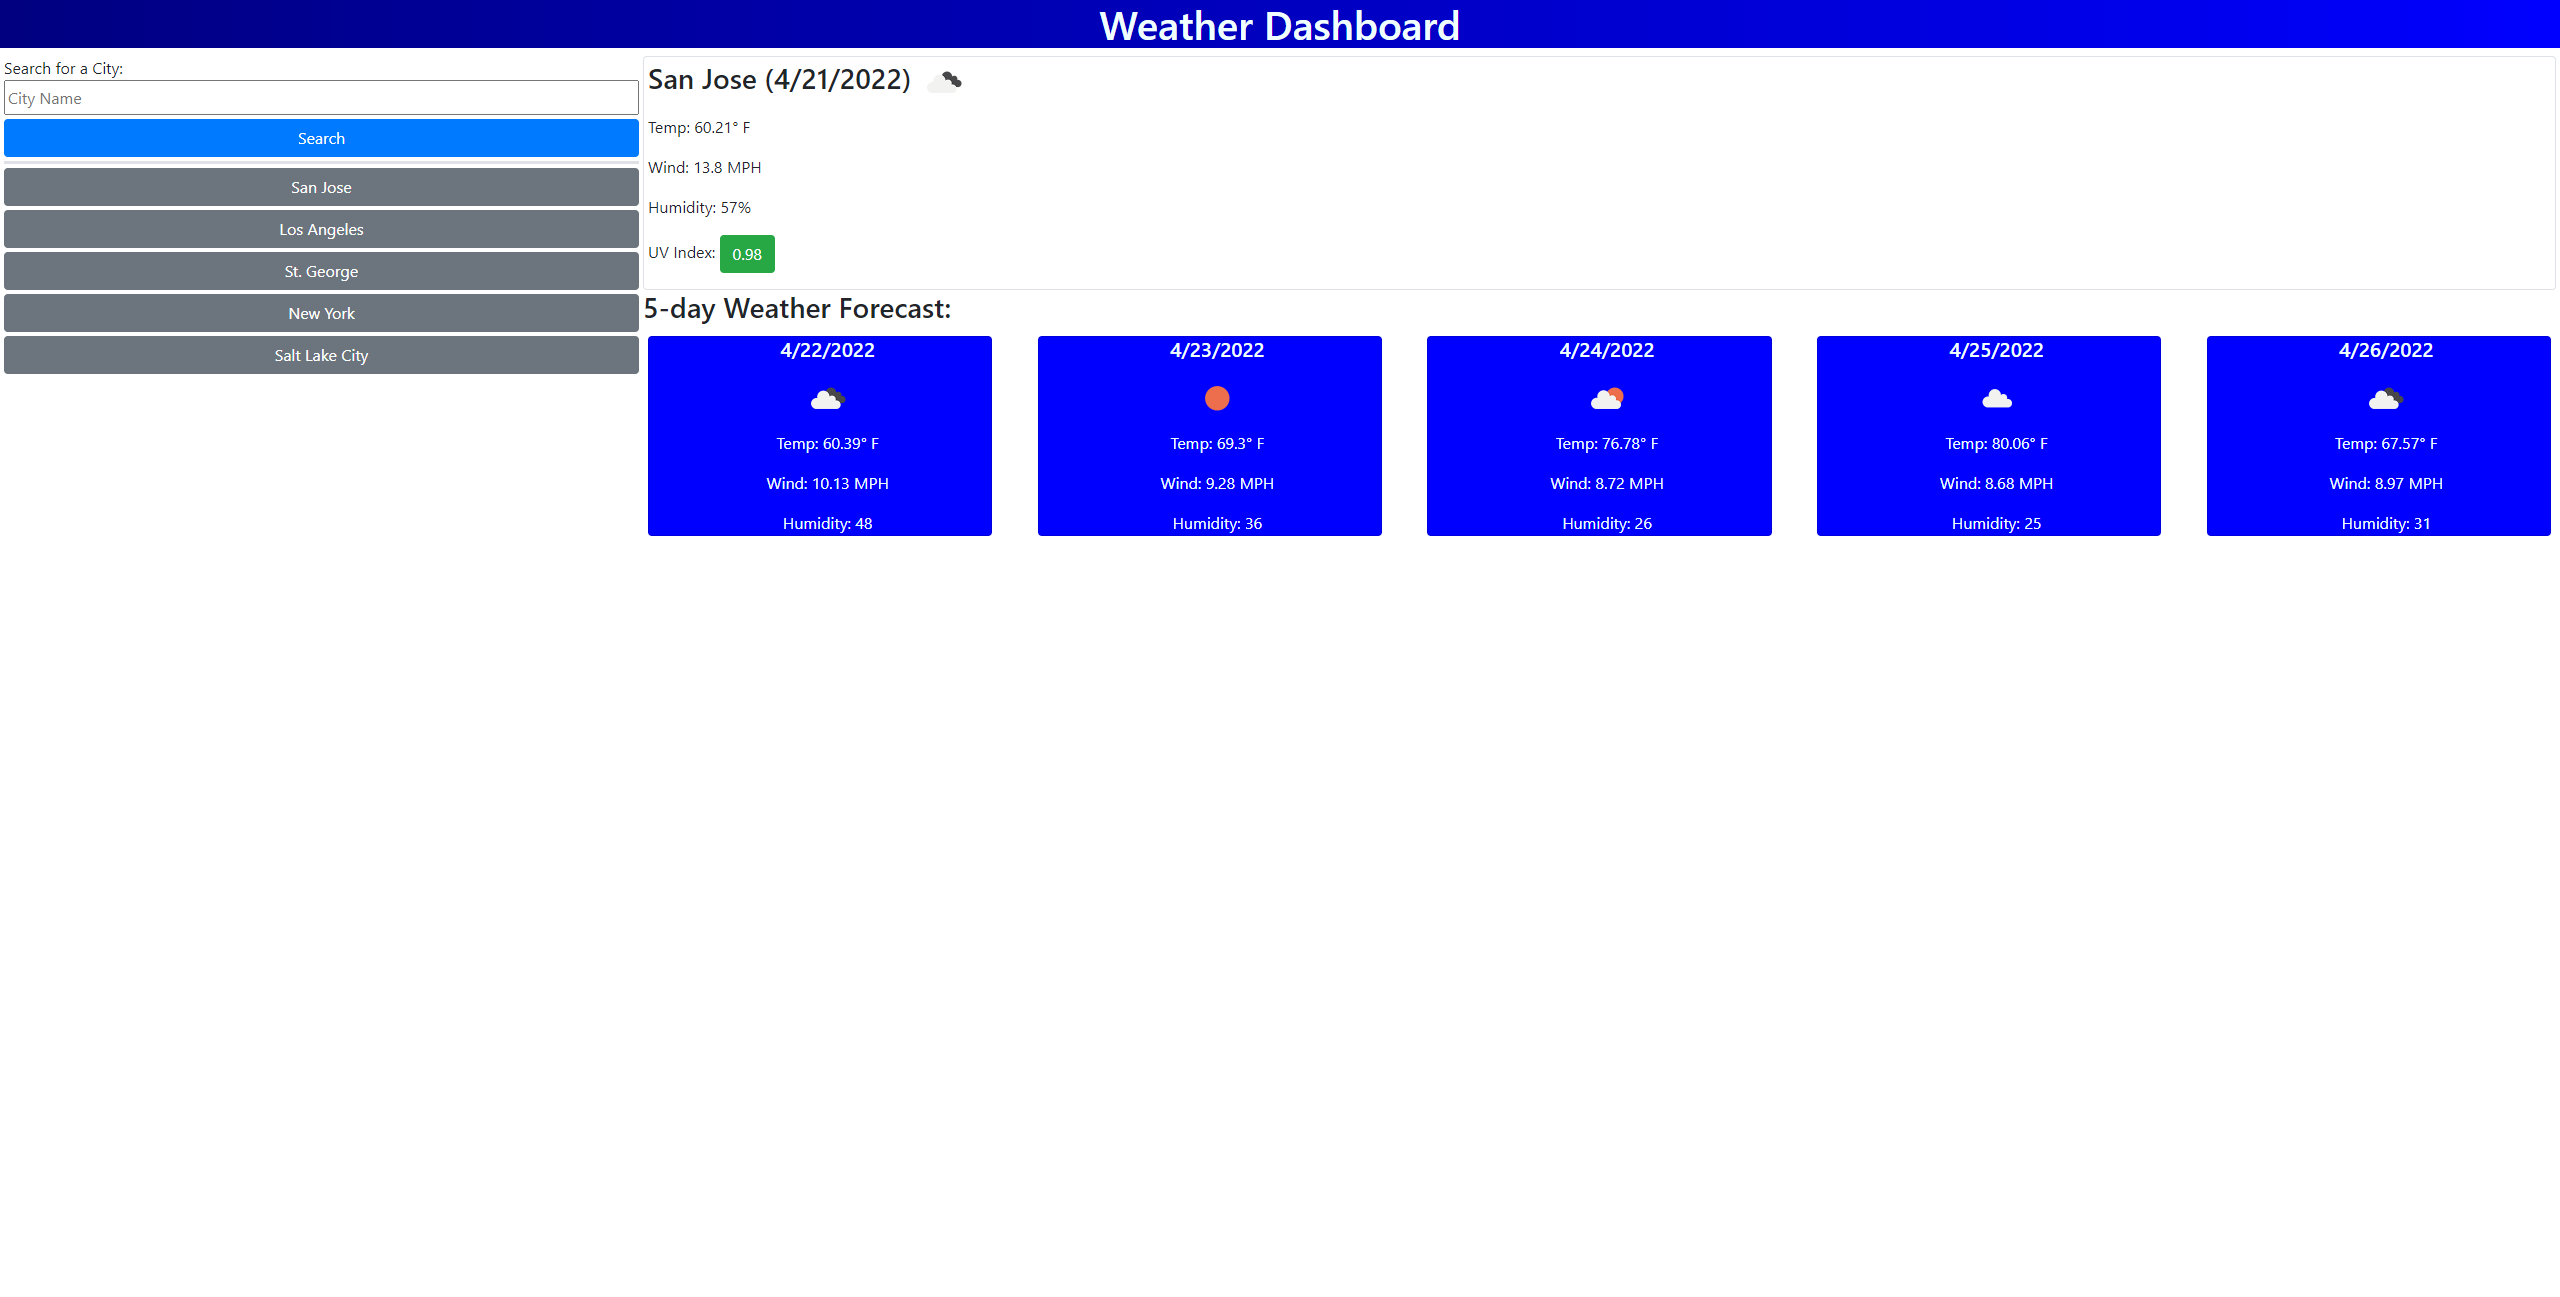 Weather Dashboard
Search for a City:
City Name
Search
San Jose
Los Angeles
St. George
New York
Salt Lake City
San Jose (4/21/2022)
Temp: 60.21° F
Wind: 13.8 MPH
Humidity: 57%
UV Index: 0.98
5-day Weather Forecast:
4/22/2022
Temp: 60.39° F
Wind: 10.13 MPH
Humidity: 48
4/23/2022
Temp: 69.3° F
Wind: 9.28 MPH
Humidity: 36
4/24/2022
Temp: 76.78° F
Wind: 8.72 MPH
Humidity: 26
4/25/2022
Temp: 80.06° F
Wind: 8.68 MPH
Humidity: 25
4/26/2022
Temp: 67.57° F
Wind: 8.97 MPH
Humidity: 31